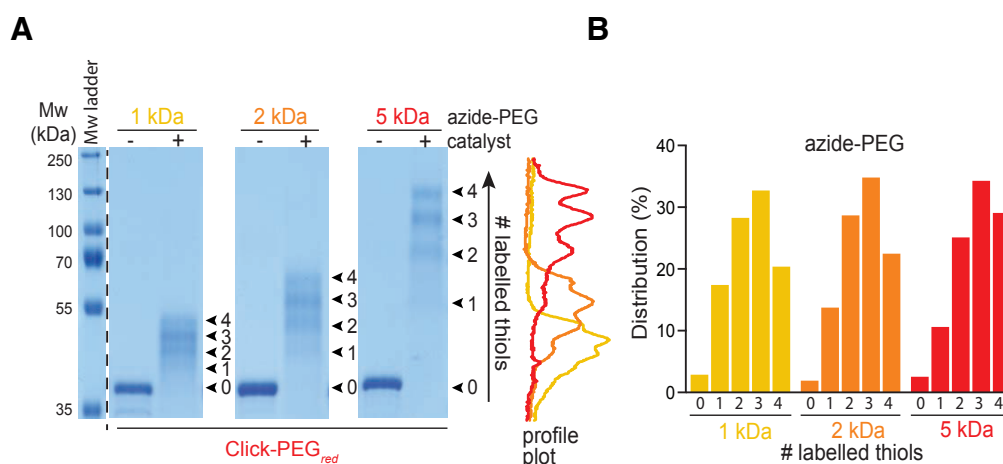 A
B
Mw
(kDa)
Mw ladder
1 kDa
2 kDa
5 kDa
azide-PEG
- + - + - + catalyst
250
130
100
70
55
35
4
3
2
1
0
4
3
2
1
0
4
3
2
1
0
# labelled thiols
Click-PEGred
profile
plot
azide-PEG
Distribution (%)
40
30
20
10
0
0 1 2 3 4 0 1 2 3 4 0 1 2 3 4
1 kDa 2 kDa 5 kDa
# labelled thiols